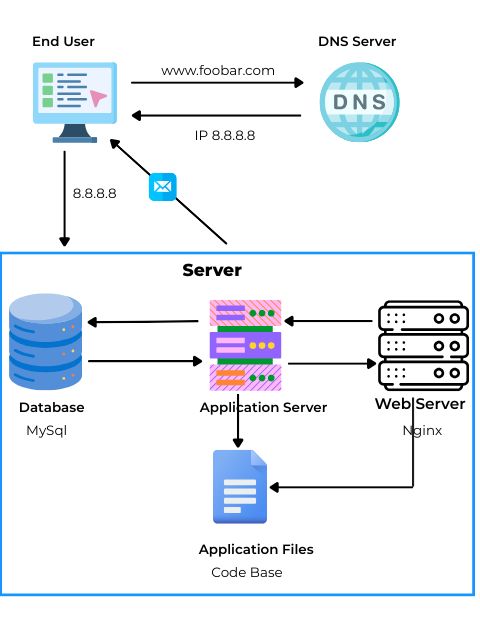 End User
DNS Server
www.foobar.com
DNS
IP 8.8.8.8
8.8.8.8
Server
Database
MySql
Application Server
Web Server
Nginx
Application Files
Code Base